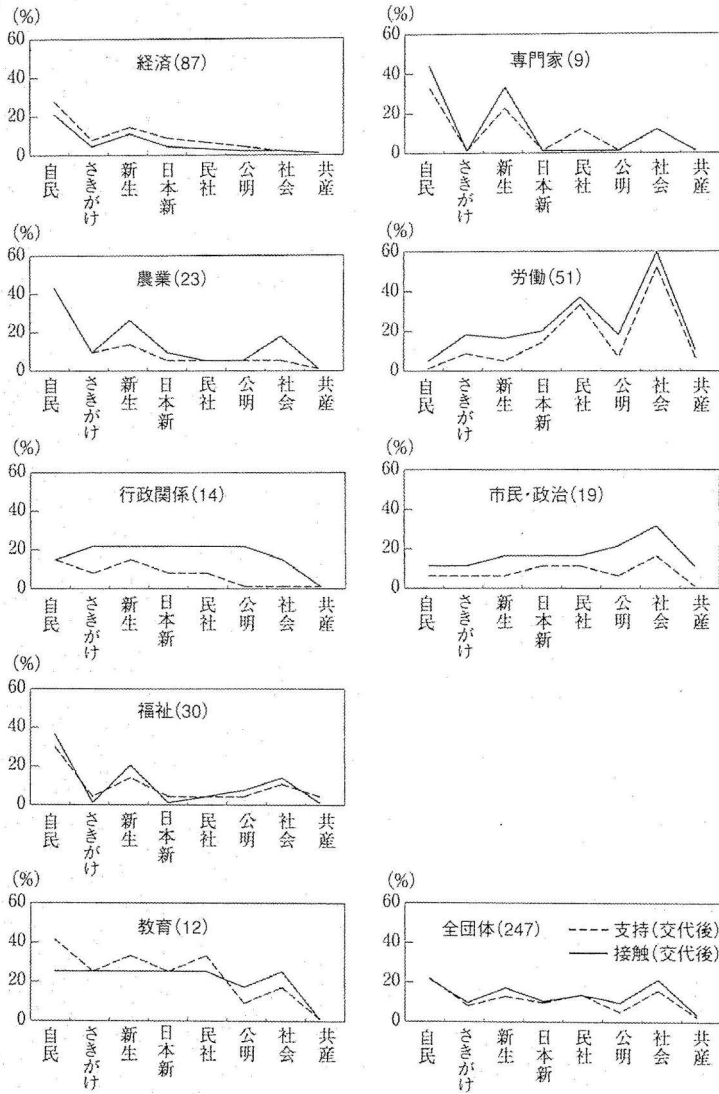 (%)
60
40
20
0
経済(87)
自民
さきがけ
新生
日本新
民社
公明
社会
共産
(%)
60
40
20
0
専門家(9)
自民
さきがけ
新生
日本新
民社
公明
社会
共産
(%)
60
40
20
0
農業(23)
自民
さきがけ
新生
日本新
民社
公明
社会
共産
(%)
60
40
20
0
労働(51)
自民
さきがけ
新生
日本新
民社
公明
社会
共産
(%)
60
40
20
0
行政関係(14)
自民
さきがけ
新生
日本新
民社
公明
社会
共産
(%)
60
40
20
0
市民・政治(19)
自民
さきがけ
新生
日本新
民社
公明
社会
共産
(%)
60
40
20
0
福祉(30)
自民
さきがけ
新生
日本新
民社
公明
社会
共産
(%)
60
40
20
0
教育(12)
自民
さきがけ
新生
日本新
民社
公明
社会
共産
(%)
60
40
20
0
全団体(247)
支持(交代後)
接触(交代後)
自民
さきがけ
新生
日本新
民社
公明
社会
共産